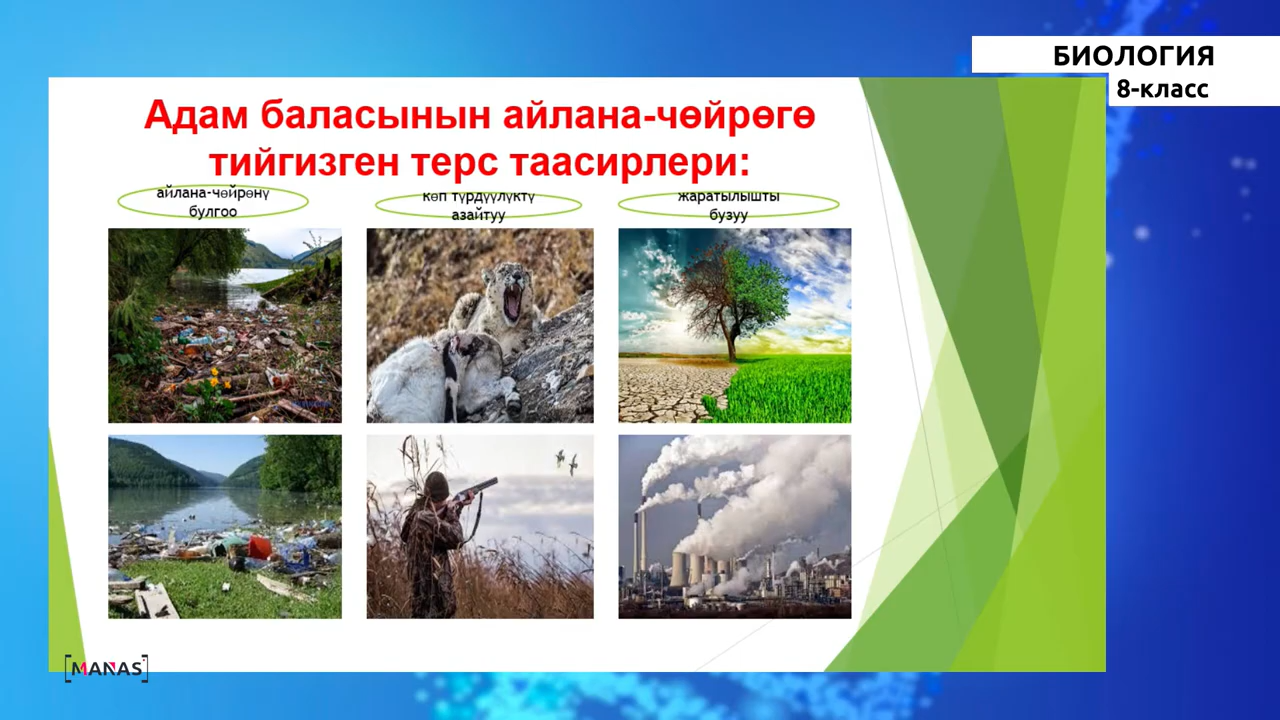 БИОЛОГИЯ
8-класс
Адам баласынын айлана-чөйрөгө
тийгизген терс таасирлери:
айлана-чөйрөнү
булгоо
көп түрдүүлүктү
азайтуу
жаратылышты
бузуу
MANAS